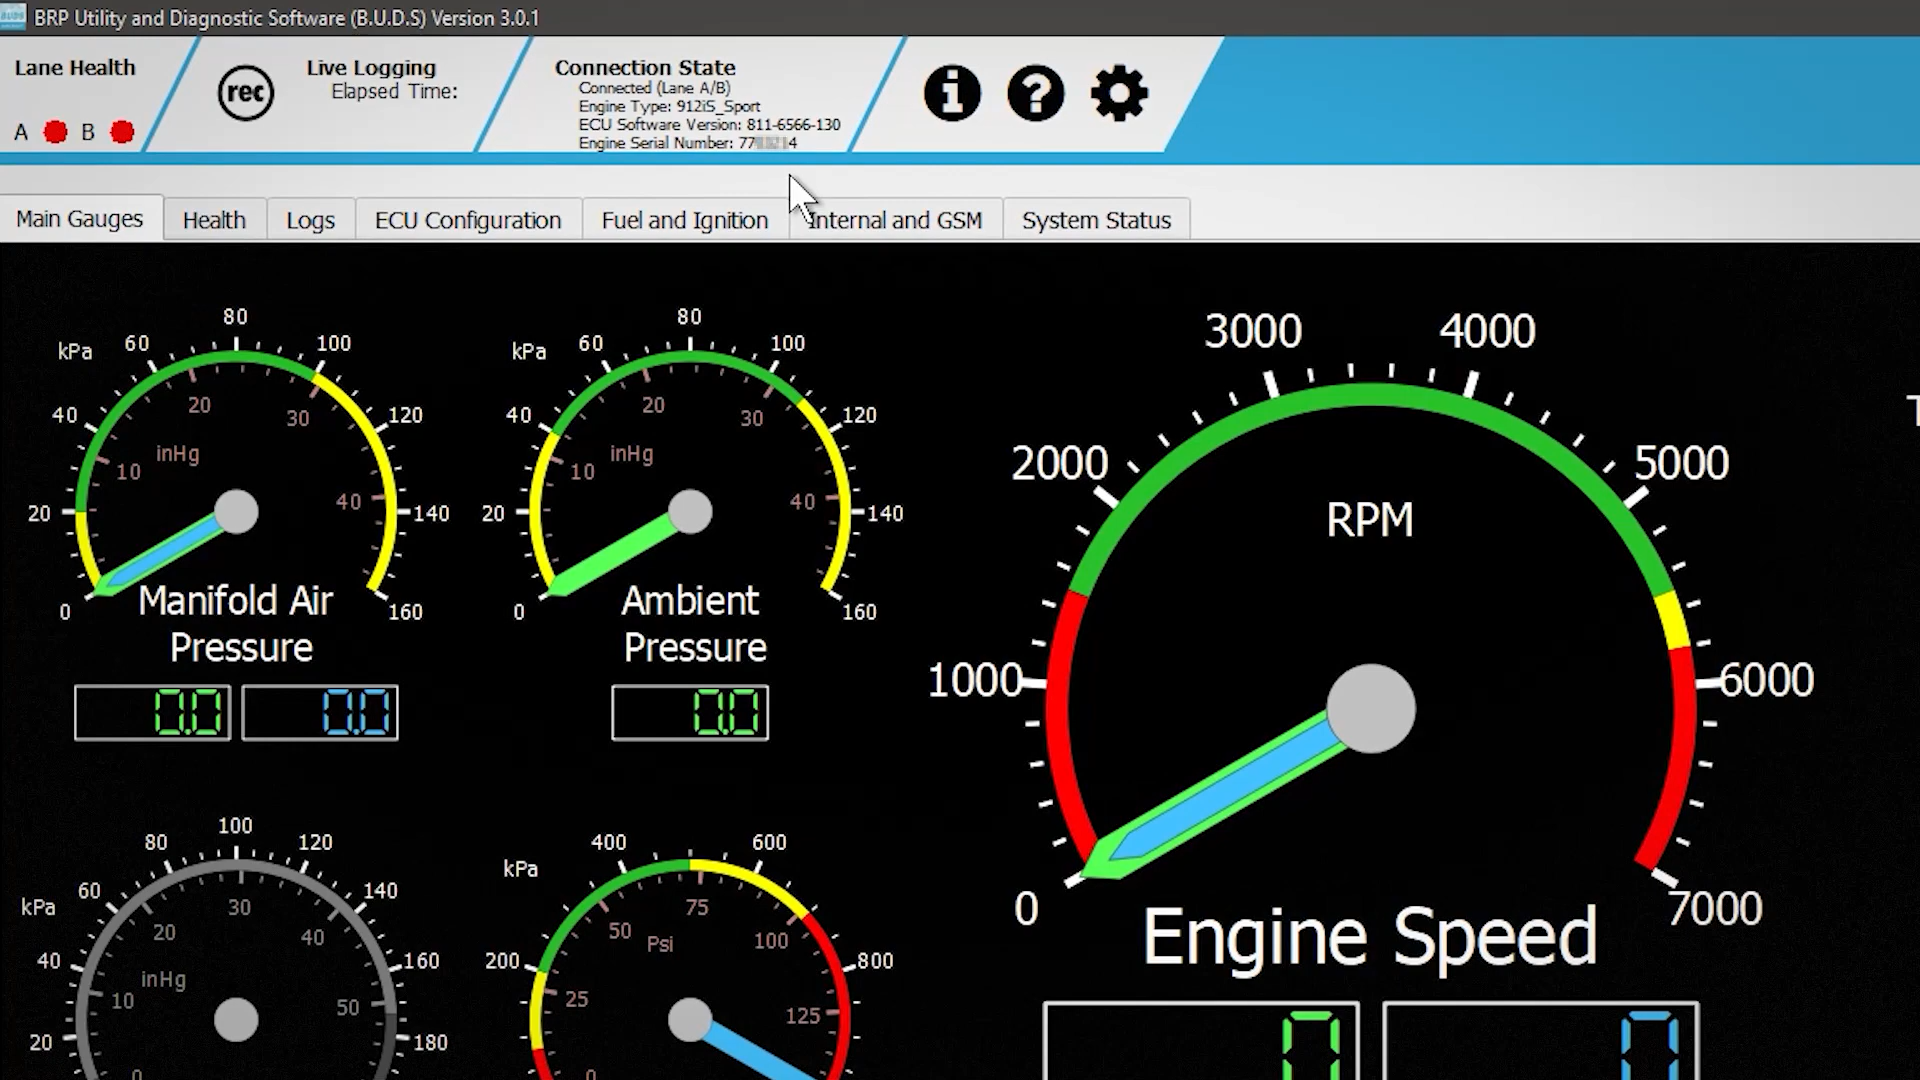 BRP Utility and Diagnostic Software (B.U.D.S) Version 3.0.1
Lane Health
A B
rec
Live Logging
Elapsed Time:
Connection State
Connected (Lane A/B)
Engine Type: 912iS_Sport
ECU Software Version: 811-6566-130
Engine Serial Number: 77 4
i ?
Main Gauges Health Logs ECU Configuration Fuel and Ignition Internal and GSM System Status
kPa
0 20 40 60 80 100 120 140 160
10 20 30 40
inHg
Manifold Air
Pressure
0.0 0.0
kPa
0 20 40 60 80 100 120 140 160
10 20 30 40
inHg
Ambient
Pressure
0.0
0 1000 2000 3000 4000 5000 6000 7000
RPM
Engine Speed
0 0
T
kPa
20 40 60 80 100 120 140 160 180
0 10 20 30 40 50
inHg
kPa
200 400 600 800
0 25 50 75 100 125
Psi